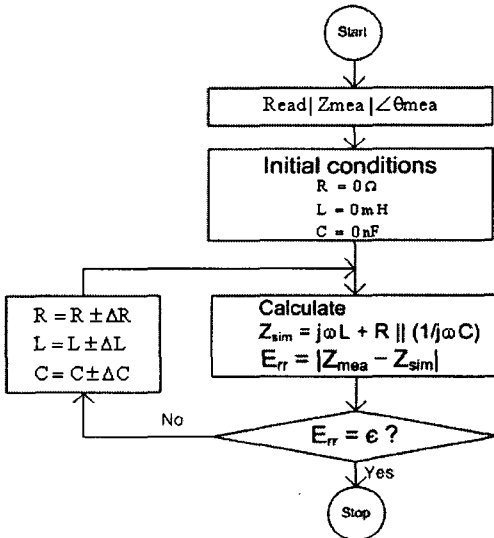 Start
Read|Zmea|∠θmea
Initial conditions
R = 0Ω
L = 0mH
C = 0nF
R = R ± ΔR
L = L ± ΔL
C = C ± ΔC
Calculate
Zsim = jωL + R || (1/jωC)
Err = |Zmea − Zsim|
No
Err = ϵ ?
Yes
Stop